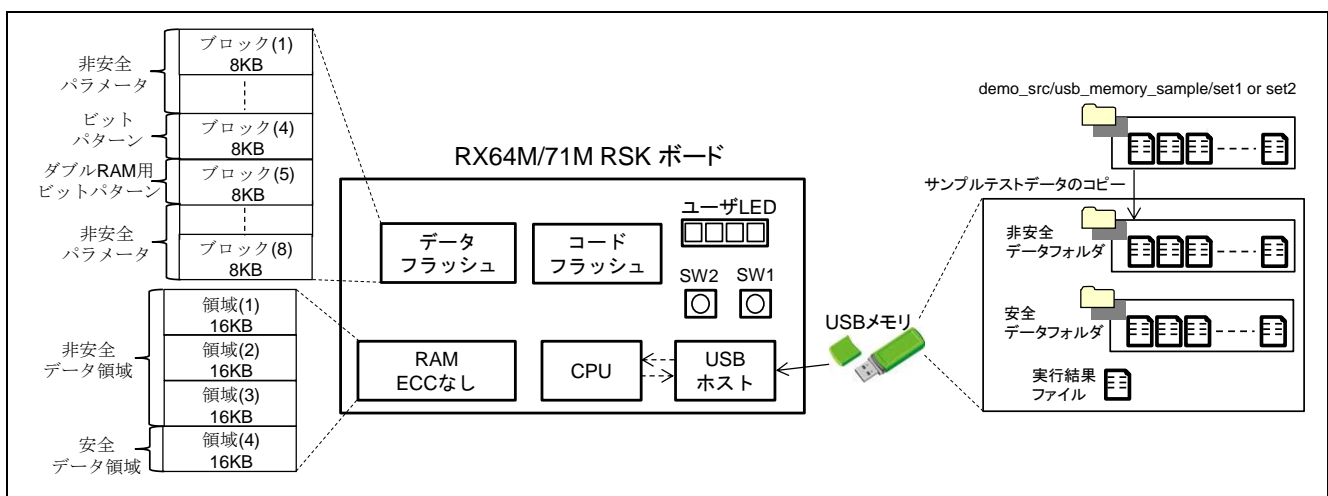 非安全
パラメータ
ブロック(1)
8KB
ビット
パターン
ブロック(4)
8KB
ダブルRAM用
ビットパターン
ブロック(5)
8KB
非安全
パラメータ
ブロック(8)
8KB
非安全
データ領域
領域(1)
16KB
領域(2)
16KB
領域(3)
16KB
安全
データ領域
領域(4)
16KB
RX64M/71M RSK ボード
データ
フラッシュ
コード
フラッシュ
ユーザLED
SW2
SW1
RAM
ECCなし
CPU
USB
ホスト
USBメモリ
demo_src/usb_memory_sample/set1 or set2
サンプルテストデータのコピー
非安全
データフォルダ
安全
データフォルダ
実行結果
ファイル